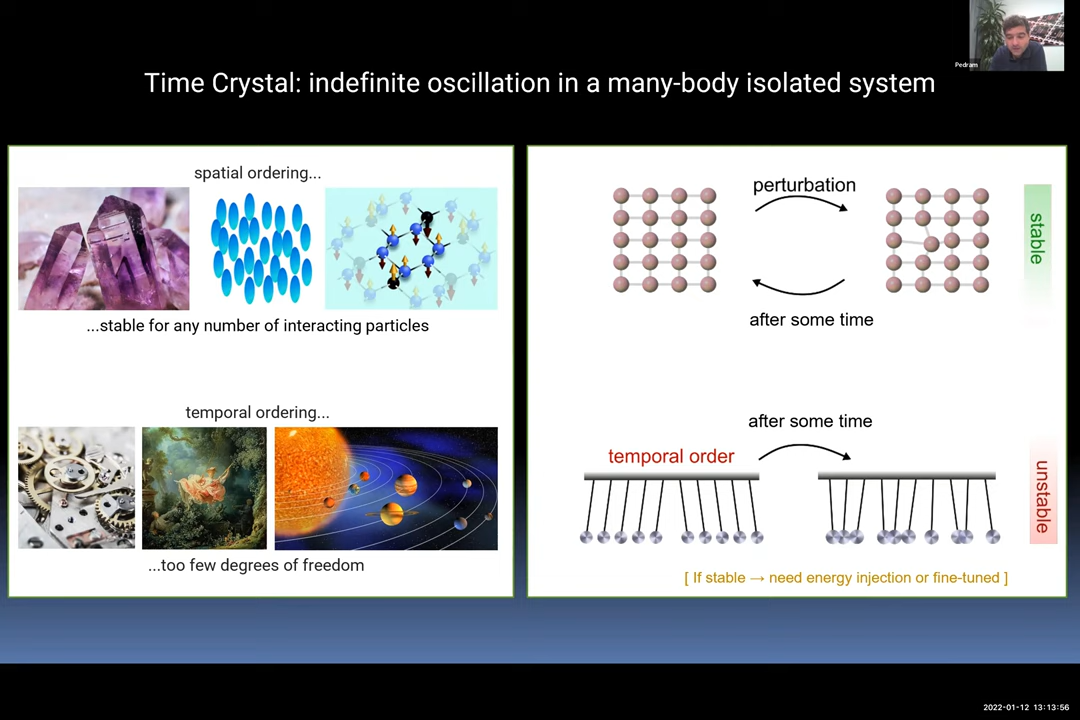 Pedram
Time Crystal: indefinite oscillation in a many-body isolated system
spatial ordering...
...stable for any number of interacting particles
temporal ordering...
...too few degrees of freedom
perturbation
after some time
stable
after some time
temporal order
unstable
[ If stable → need energy injection or fine-tuned ]
2022-01-12 13:13:56